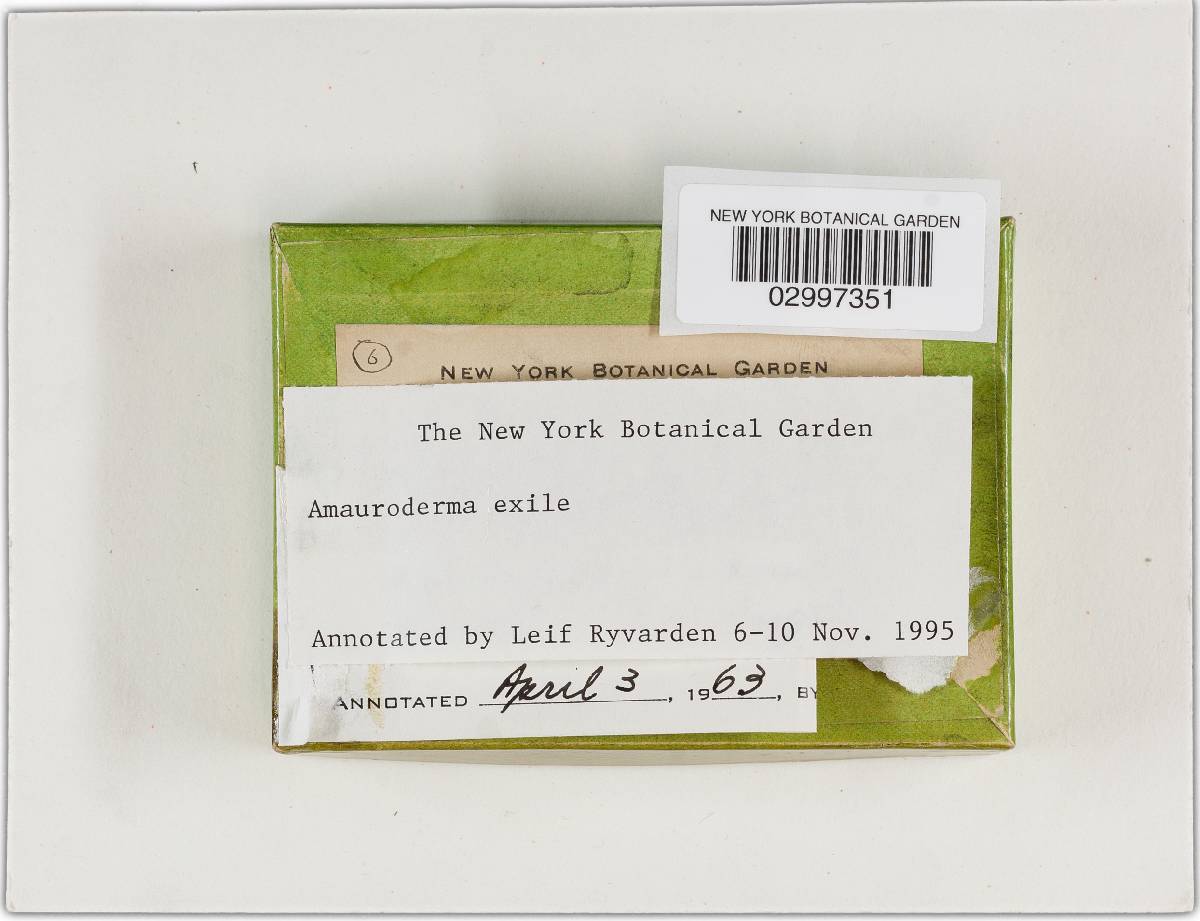 NEW YORK BOTANICAL GARDEN
02997351
6
NEW YORK BOTANICAL GARDEN
The New York Botanical Garden
Amauroderma exile
Annotated by Leif Ryvarden 6-10 Nov. 1995
ANNOTATED April 3, 1963, BY